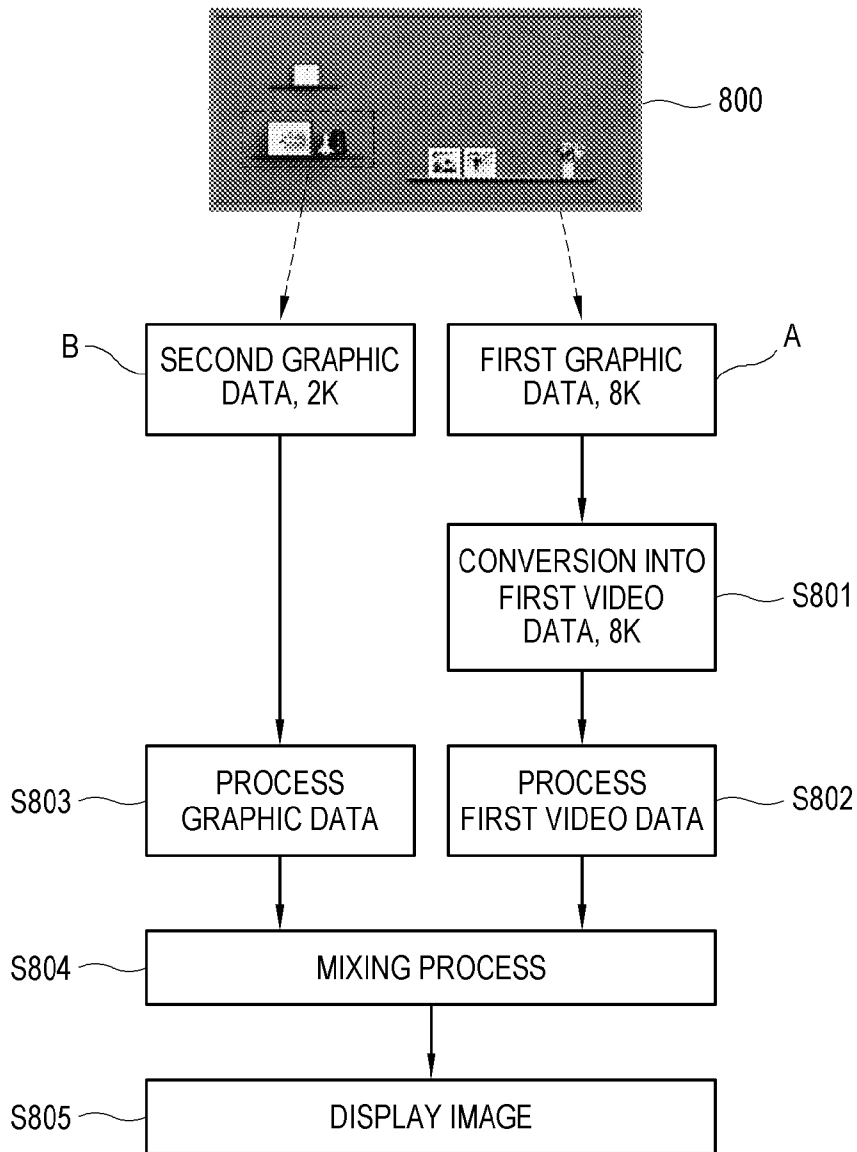 800
B
SECOND GRAPHIC
DATA, 2K
FIRST GRAPHIC
DATA, 8K
A
CONVERSION INTO
FIRST VIDEO
DATA, 8K
S801
S803
PROCESS
GRAPHIC DATA
PROCESS
FIRST VIDEO DATA
S802
S804
MIXING PROCESS
S805
DISPLAY IMAGE